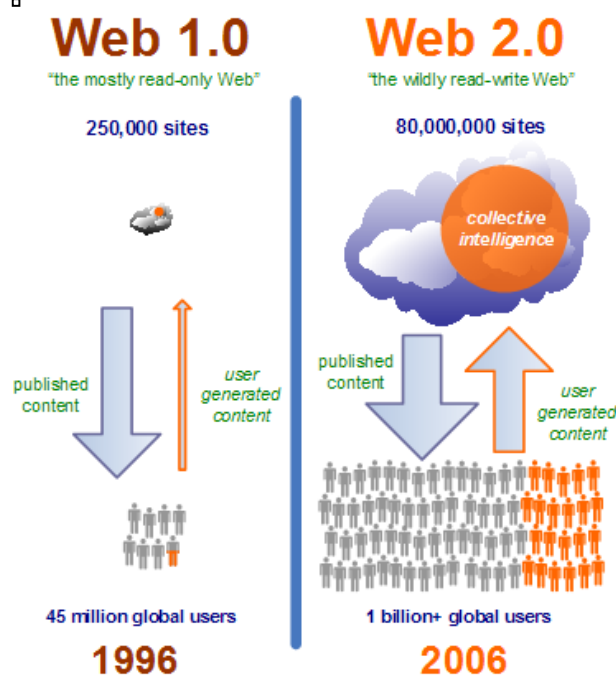 Web 1.0
"the mostly read-only Web"
250,000 sites
published
content
user
generated
content
45 million global users
1996
Web 2.0
"the wildly read-write Web"
80,000,000 sites
collective
intelligence
published
content
user
generated
content
1 billion+ global users
2006